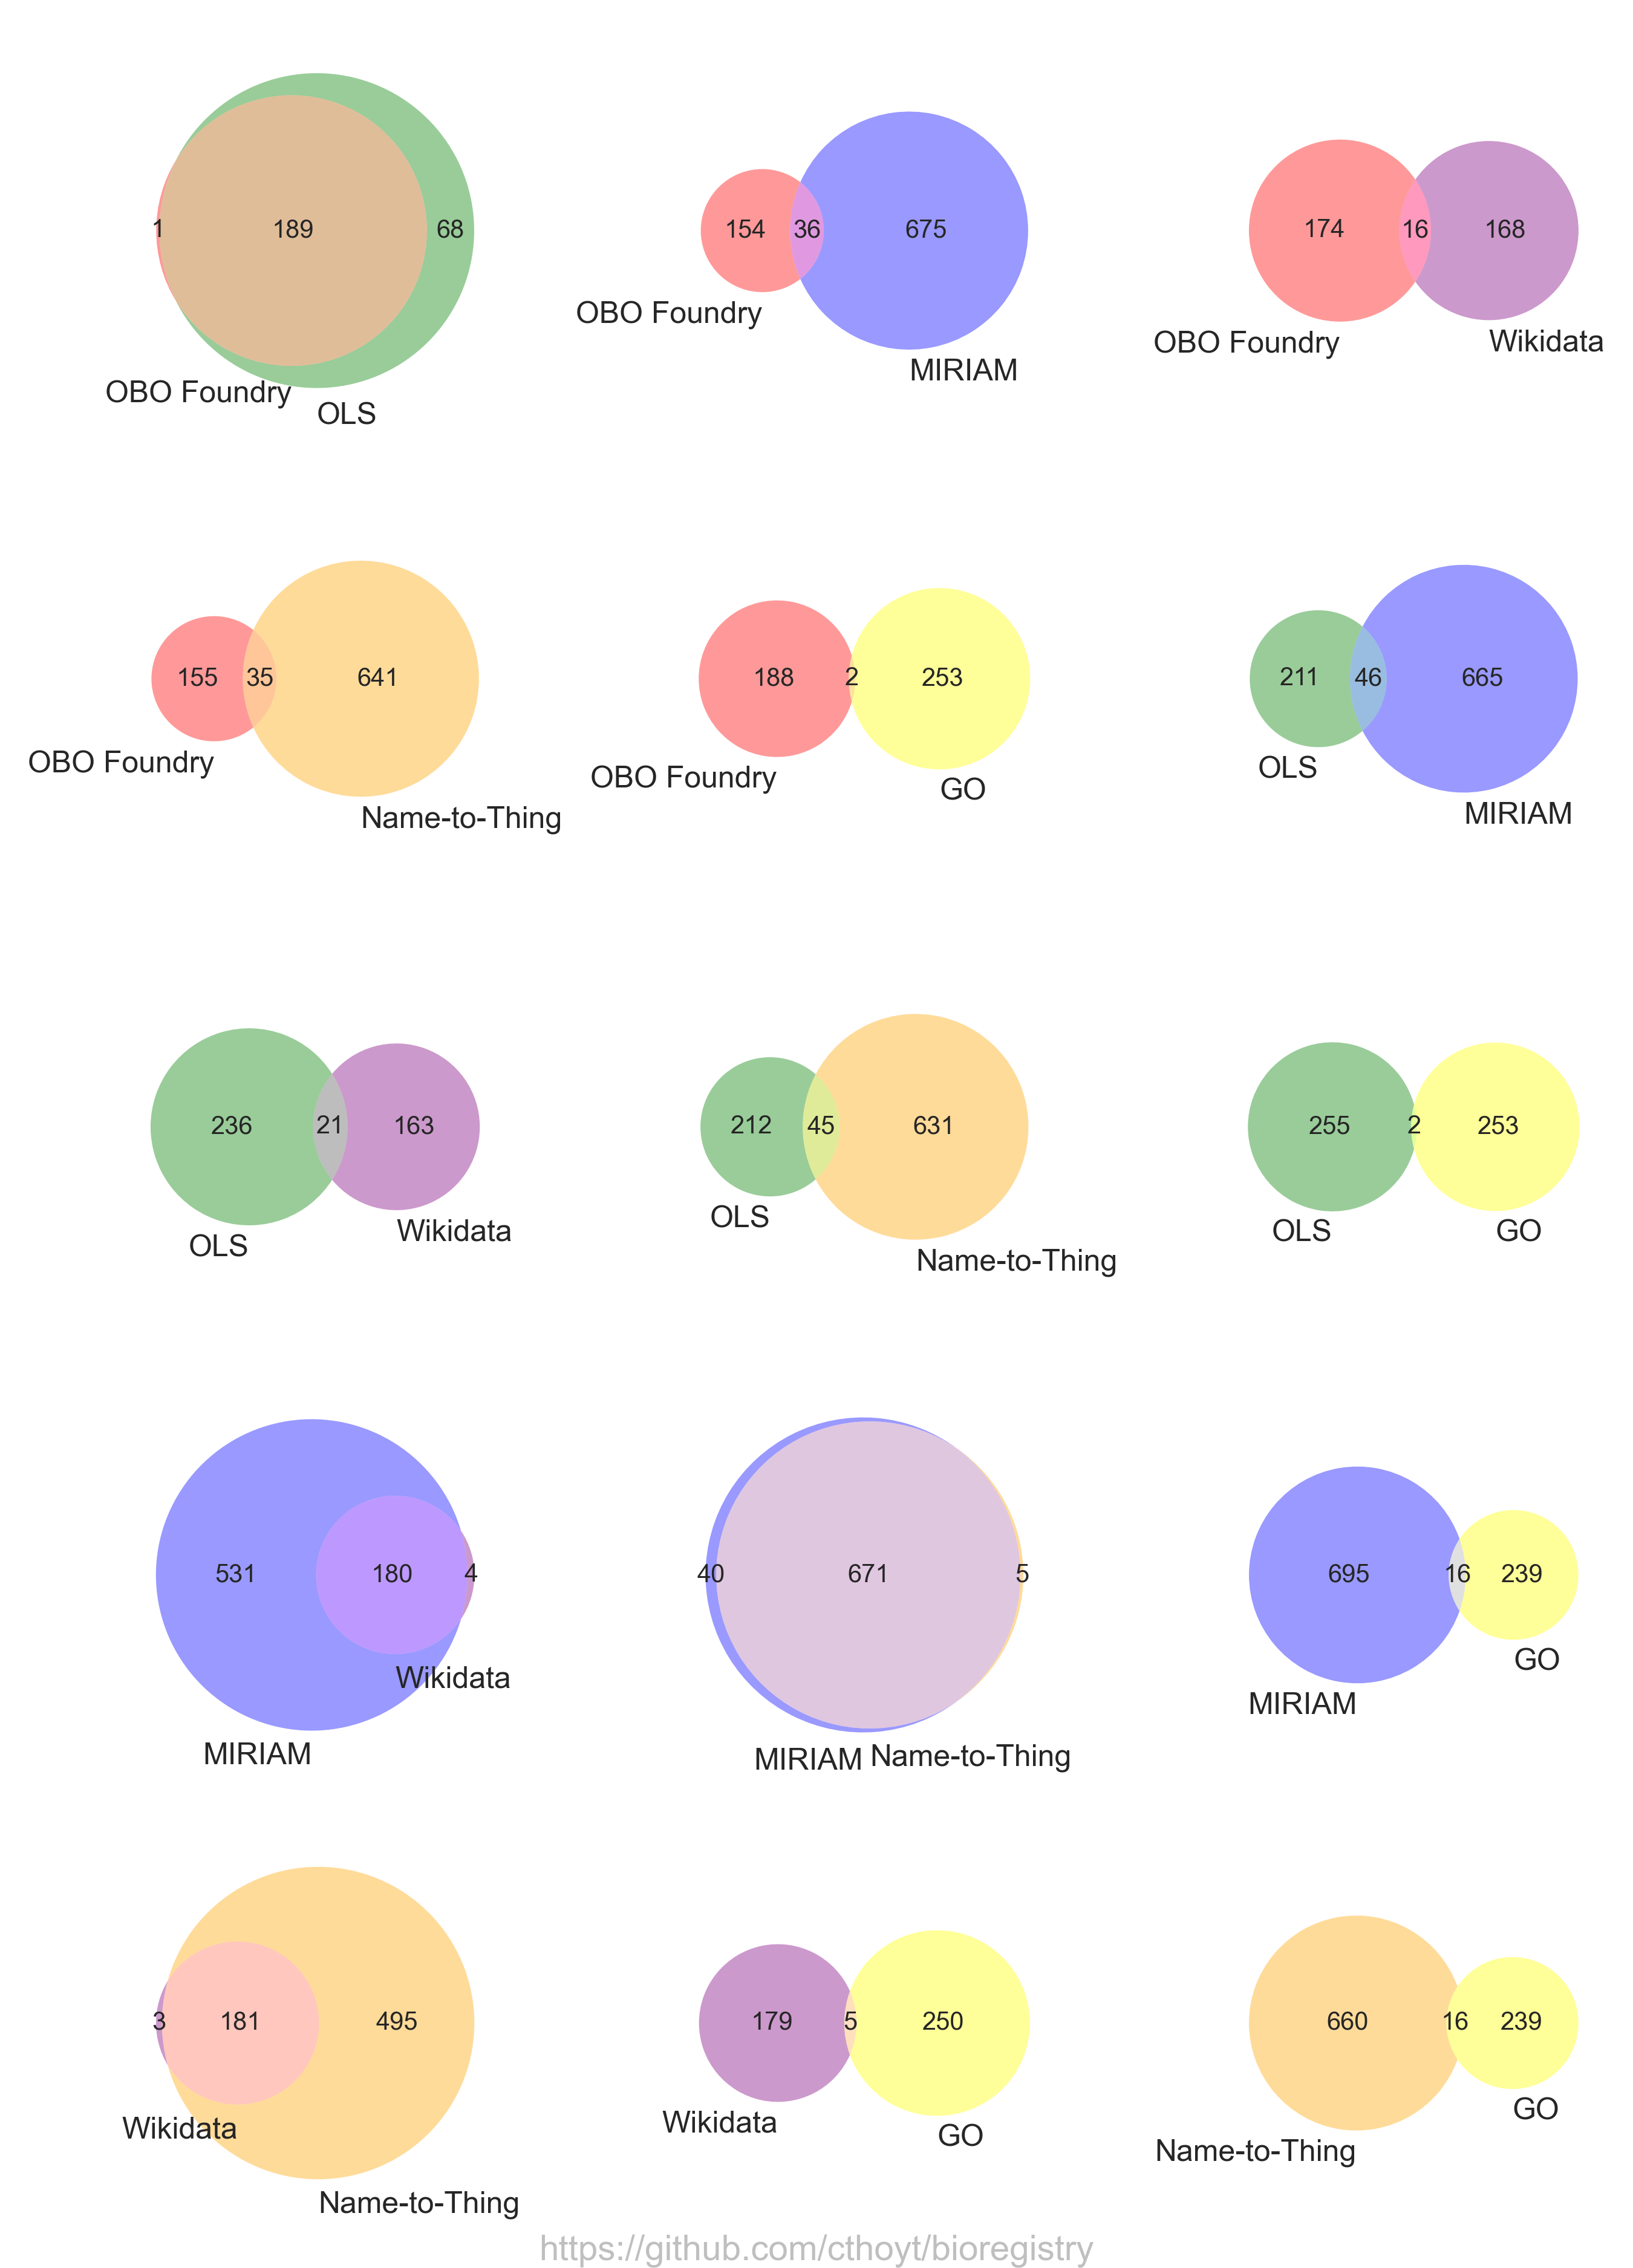 1 189 68
OBO Foundry
OLS
154 36 675
OBO Foundry
MIRIAM
174 16 168
OBO Foundry
Wikidata
155 35 641
OBO Foundry
Name-to-Thing
188 2 253
OBO Foundry
GO
211 46 665
OLS
MIRIAM
236 21 163
OLS
Wikidata
212 45 631
OLS
Name-to-Thing
255 2 253
OLS
GO
531 180 4
Wikidata
MIRIAM
40 671 5
MIRIAM
Name-to-Thing
695 16 239
GO
MIRIAM
3 181 495
Wikidata
Name-to-Thing
179 5 250
Wikidata
GO
660 16 239
GO
Name-to-Thing
https://github.com/cthoyt/bioregistry